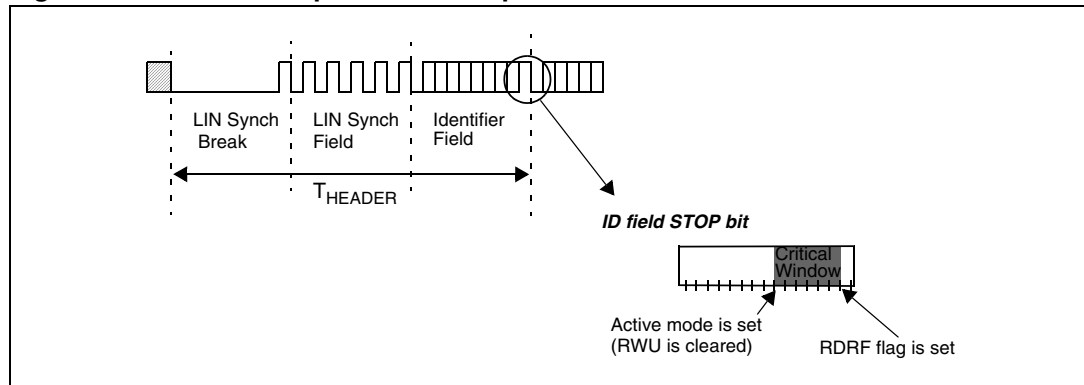 LIN Synch
Break
LIN Synch
Field
Identifier
Field
THEADER
ID field STOP bit
Critical
Window
Active mode is set
(RWU is cleared)
RDRF flag is set